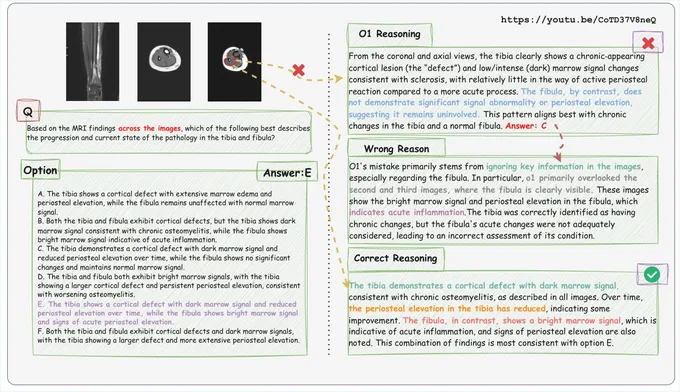 https://youtu.be/CoTD37V8neQ
Q
Based on the MRI findings across the images, which of the following best describes
the progression and current state of the pathology in the tibia and fibula?
Option
Answer:E
A. The tibia shows a cortical defect with extensive marrow edema and
periosteal elevation, while the fibula remains unaffected with normal marrow
signal.
B. Both the tibia and fibula exhibit cortical defects, but the tibia shows dark
marrow signal consistent with chronic osteomyelitis, while the fibula shows
bright marrow signal indicative of acute inflammation.
C. The tibia demonstrates a cortical defect with dark marrow signal and
reduced periosteal elevation over time, while the fibula shows no significant
changes and maintains normal marrow signal.
D. The tibia and fibula both exhibit bright marrow signals, with the tibia
showing a larger cortical defect and persistent periosteal elevation, consistent
with worsening osteomyelitis.
E. The tibia shows a cortical defect with dark marrow signal and reduced
periosteal elevation over time, while the fibula shows bright marrow signal
and signs of acute periosteal elevation.
F. Both the tibia and fibula exhibit cortical defects and dark marrow signals,
with the tibia showing a larger and more extensive periosteal elevation.
O1 Reasoning
From the coronal and axial views, the tibia clearly shows a chronic-appearing
cortical lesion (the “defect”) and low/intense (dark) marrow signal changes
consistent with sclerosis, with relatively little in the way of active periosteal
reaction compared to a more acute process. The fibula, by contrast, does
not demonstrate significant signal abnormality or periosteal elevation,
suggesting it remains uninvolved. This pattern aligns best with chronic
changes in the tibia and a normal fibula. Answer: C
Wrong Reason
O1's mistake primarily stems from ignoring key information in the images,
especially regarding the fibula. In particular, o1 primarily overlooked the
second and third images, where the fibula is clearly visible. These images
show the bright marrow signal and periosteal elevation in the fibula, which
indicates acute inflammation.The tibia was correctly identified as having
chronic changes, but the fibula's acute changes were not adequately
considered, leading to an incorrect assessment of its condition.
Correct Reasoning
The tibia demonstrates a cortical defect with dark marrow signal,
consistent with chronic osteomyelitis, as described in all images. Over time,
the periosteal elevation in the tibia has reduced, indicating some
improvement. The fibula, in contrast, shows a bright marrow signal, which is
indicative of acute inflammation, and signs of periosteal elevation are also
noted. This combination of findings is most consistent with option E.